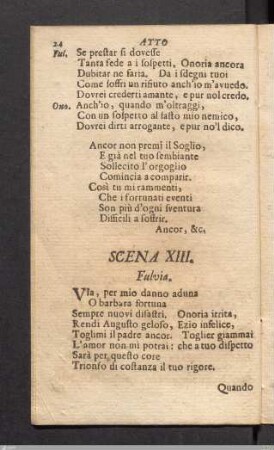 24 ATTO
Ful. Se prestar si dovesse
Tanta fede a i sospetti, Onoria ancora
Dubitar ne faria. Da i sdegni tuoi
Come soffri un rifiuto anch'io m'avuedo.
Dovrei crederti amante, e pur nol credo.
Ono. Anch'io, quando m'oltraggi,
Con un sospetto al fasto mio nemico,
Dovrei dirti arrogante, e pur no'l dico.
Ancor non premi il Soglio,
E già nel tuo sembiante
Sollecito l'orgoglio
Comincia a comparir.
Così tu mi rammenti,
Che i fortunati eventi
Son più d'ogni sventura
Difficili a soffrir.
Ancor, &c.
SCENA XIII.
Fulvia.
VIa, per mio danno aduna
O barbara fortuna
Sempre nuovi disastri. Onoria irrita,
Rendi Augusto geloso, Ezio infelice,
Toglimi il padre ancor. Toglier giammai
L'amor non mi potrai: che a tuo dispetto
Sarà per questo core
Trionfo di costanza il tuo rigore.
Quando